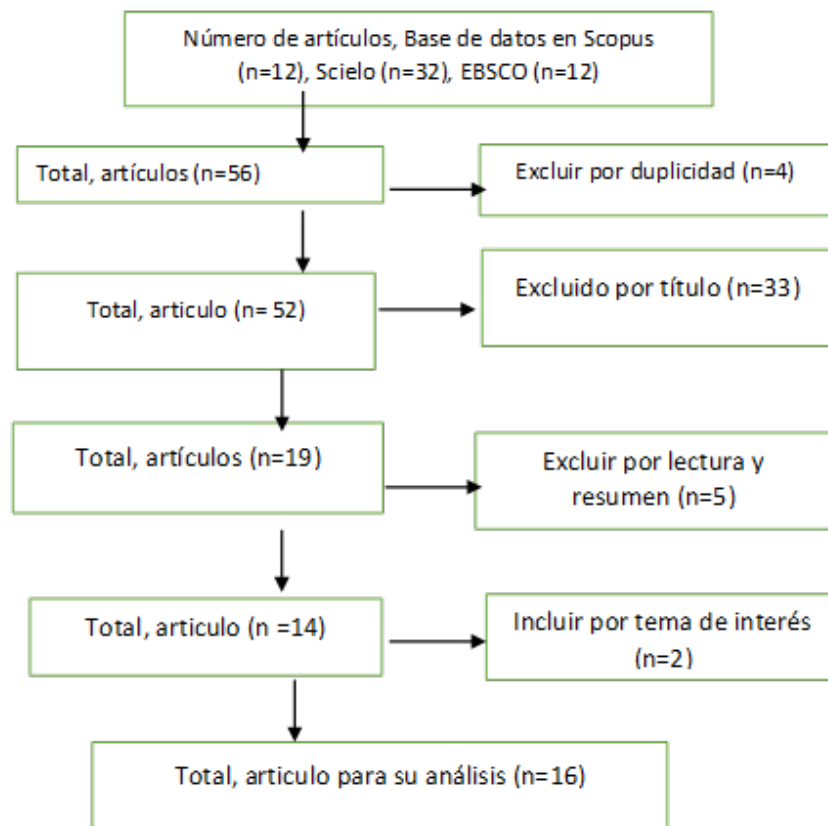 Número de artículos, Base de datos en Scopus
(n=12), Scielo (n=32), EBSCO (n=12)
Total, artículos (n=56)
Excluir por duplicidad (n=4)
Total, articulo (n= 52)
Excluido por título (n=33)
Total, artículos (n=19)
Excluir por lectura y
resumen (n=5)
Total, articulo (n =14)
Incluir por tema de interés
(n=2)
Total, articulo para su análisis (n=16)